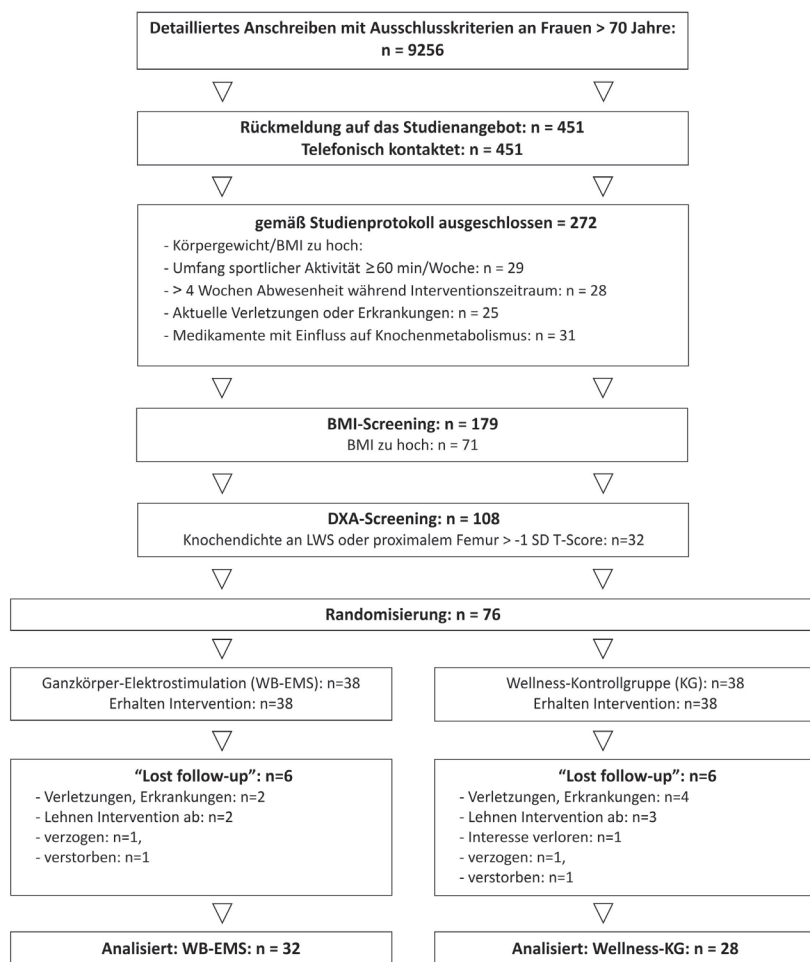 Detailliertes Anschreiben mit Ausschlusskriterien an Frauen > 70 Jahre:
n = 9256
Rückmeldung auf das Studienangebot: n = 451
Telefonisch kontaktet: n = 451
gemäß Studienprotokoll ausgeschlossen = 272
- Körpergewicht/BMI zu hoch:
- Umfang sportlicher Aktivität ≥60 min/Woche: n = 29
- > 4 Wochen Abwesenheit während Interventionszeitraum: n = 28
- Aktuelle Verletzungen oder Erkrankungen: n = 25
- Medikamente mit Einfluss auf Knochenmetabolismus: n = 31
BMI-Screening: n = 179
BMI zu hoch: n = 71
DXA-Screening: n = 108
Knochendichte an LWS oder proximalem Femur > -1 SD T-Score: n=32
Randomisierung: n = 76
Ganzkörper-Elektrostimulation (WB-EMS): n=38
Erhalten Intervention: n=38
Wellness-Kontrollgruppe (KG): n=38
Erhalten Intervention: n=38
“Lost follow-up”: n=6
- Verletzungen, Erkrankungen: n=2
- Lehnen Intervention ab: n=2
- verzogen: n=1,
- verstorben: n=1
“Lost follow-up”: n=6
- Verletzungen, Erkrankungen: n=4
- Lehnen Intervention ab: n=3
- Interesse verloren: n=1
- verzogen: n=1,
- verstorben: n=1
Analisiert: WB-EMS: n = 32
Analisiert: Wellness-KG: n = 28